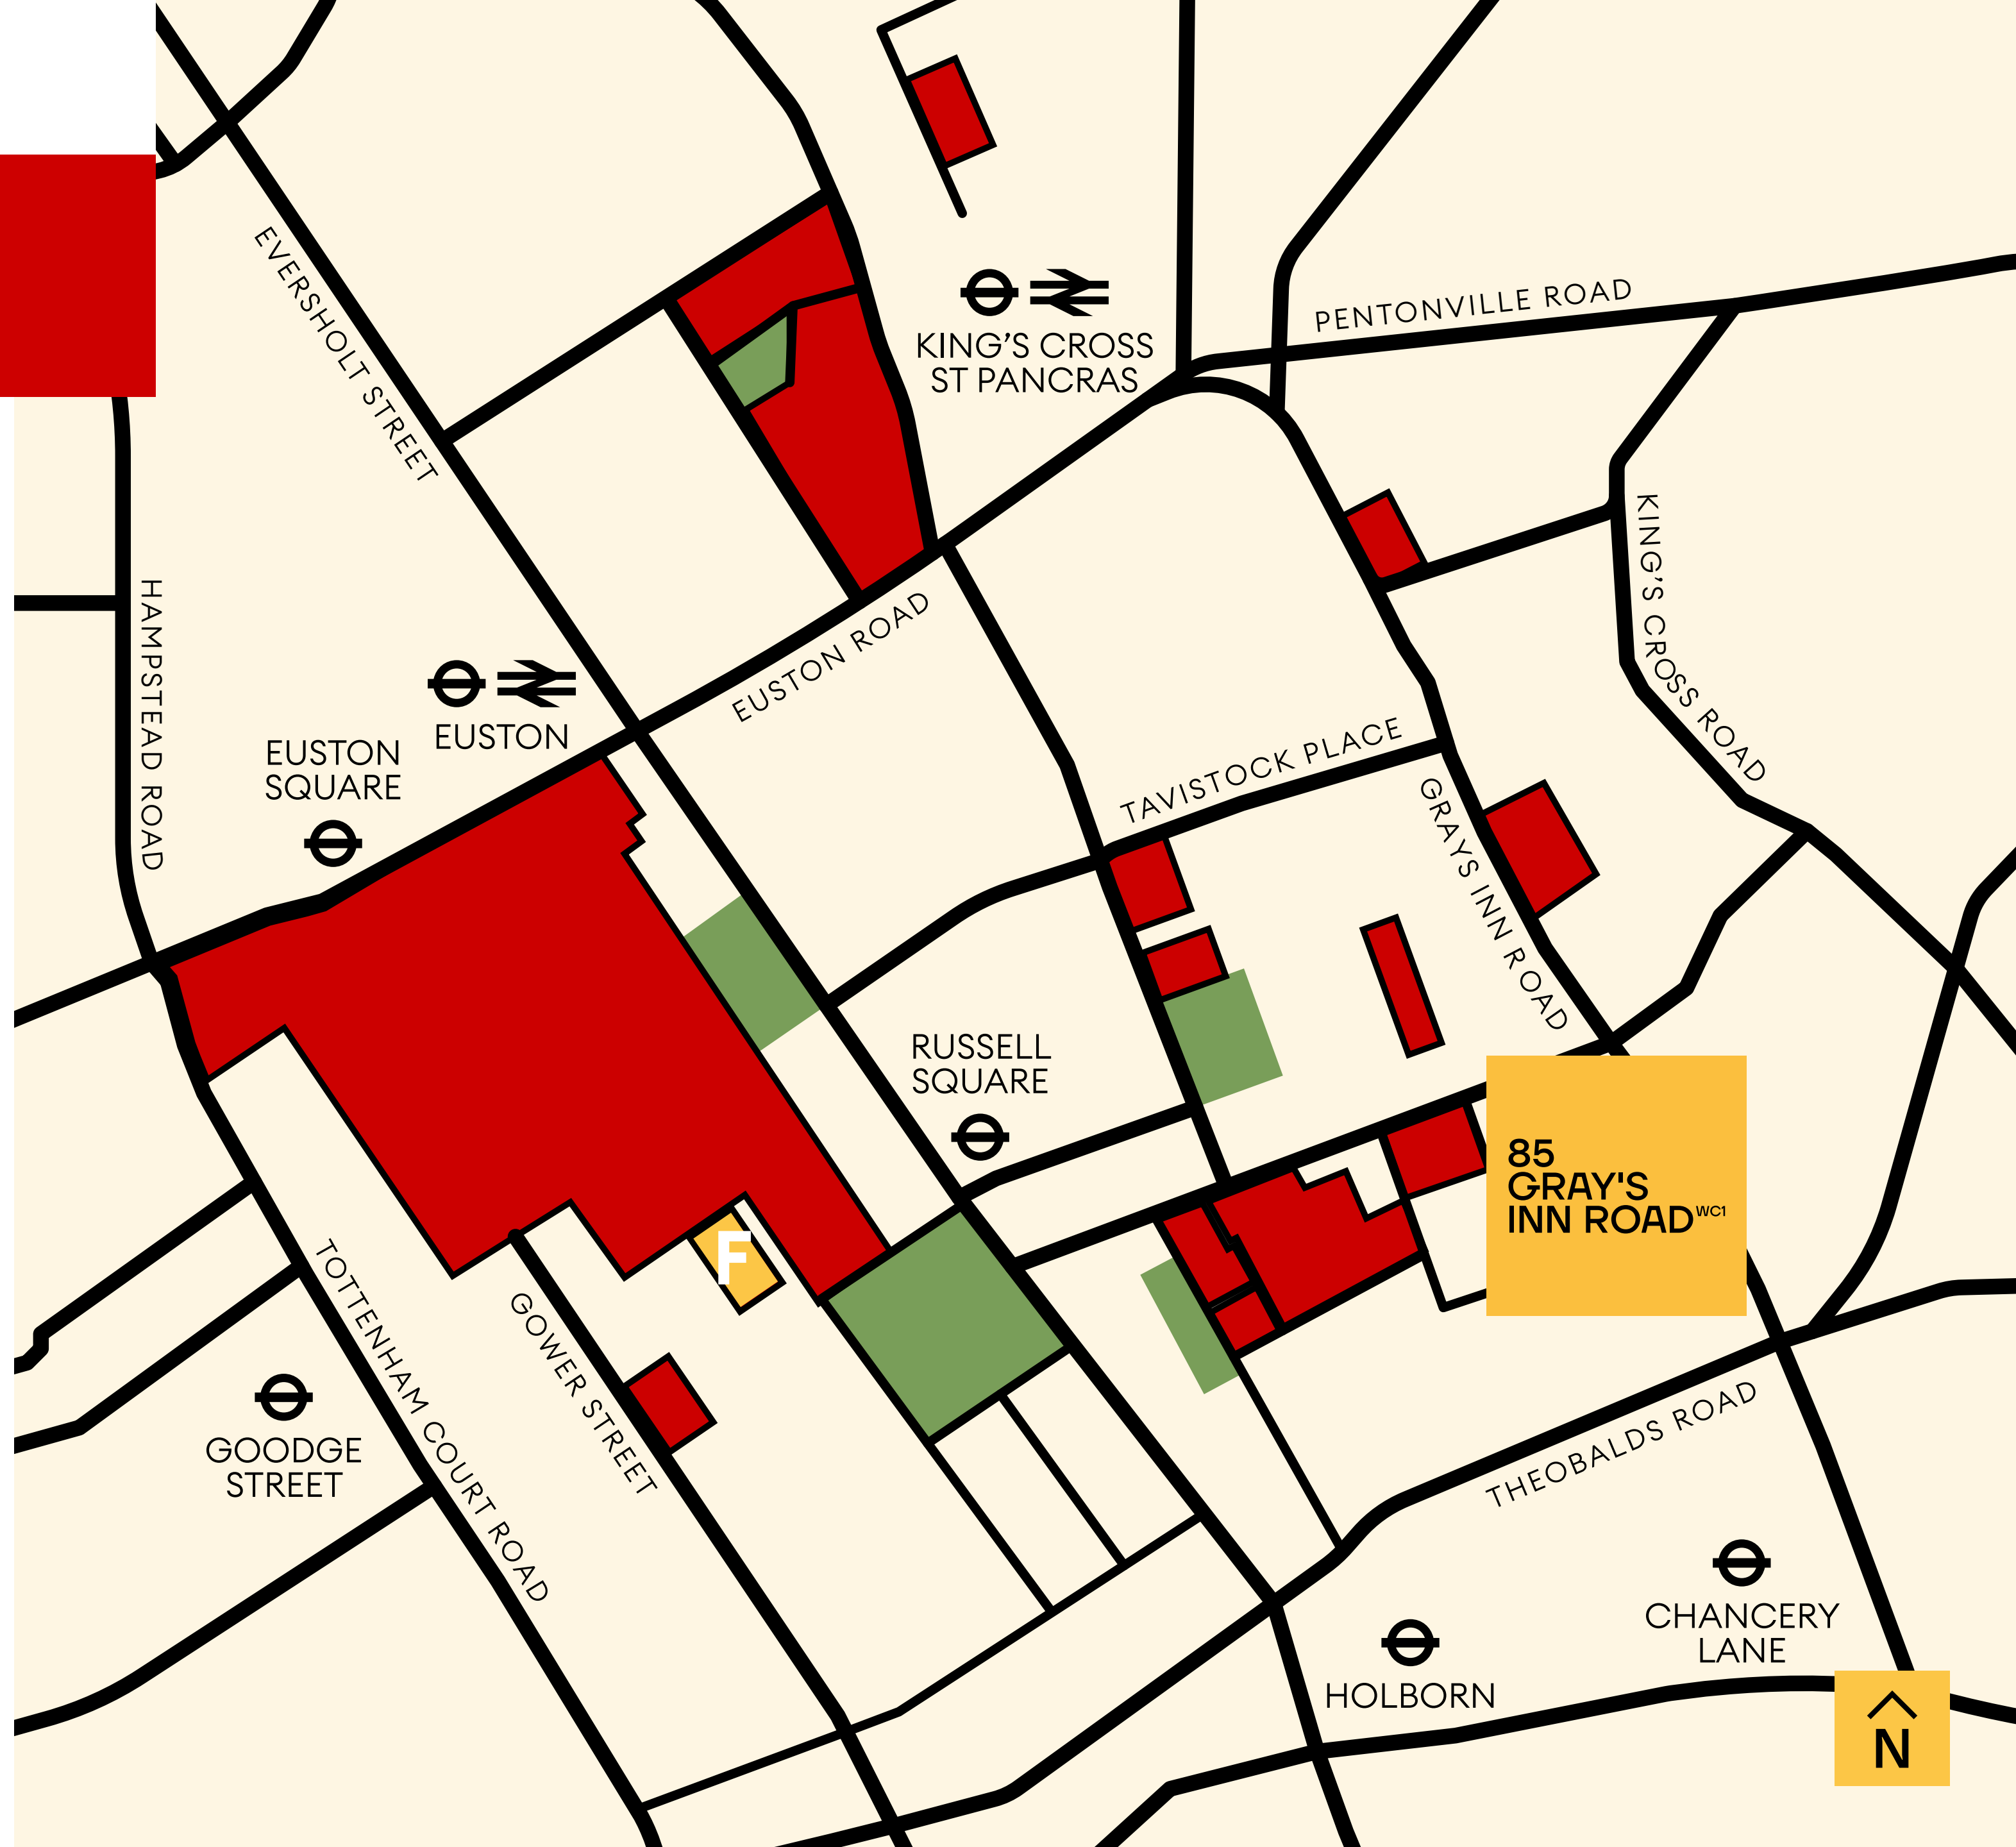 EVERSHOLT STREET
KING'S CROSS
ST PANCRAS
PENTONVILLE ROAD
KING'S CROSS ROAD
HAMPSTEAD ROAD
EUSTON ROAD
EUSTON
EUSTON
SQUARE
TAVISTOCK PLACE
GRAYS INN ROAD
RUSSELL
SQUARE
85
GRAY'S
INN ROAD WC1
F
TOTTENHAM COURT ROAD
GOWER STREET
GOODGE
STREET
THEOBALDS ROAD
CHANCERY
LANE
HOLBORN
N